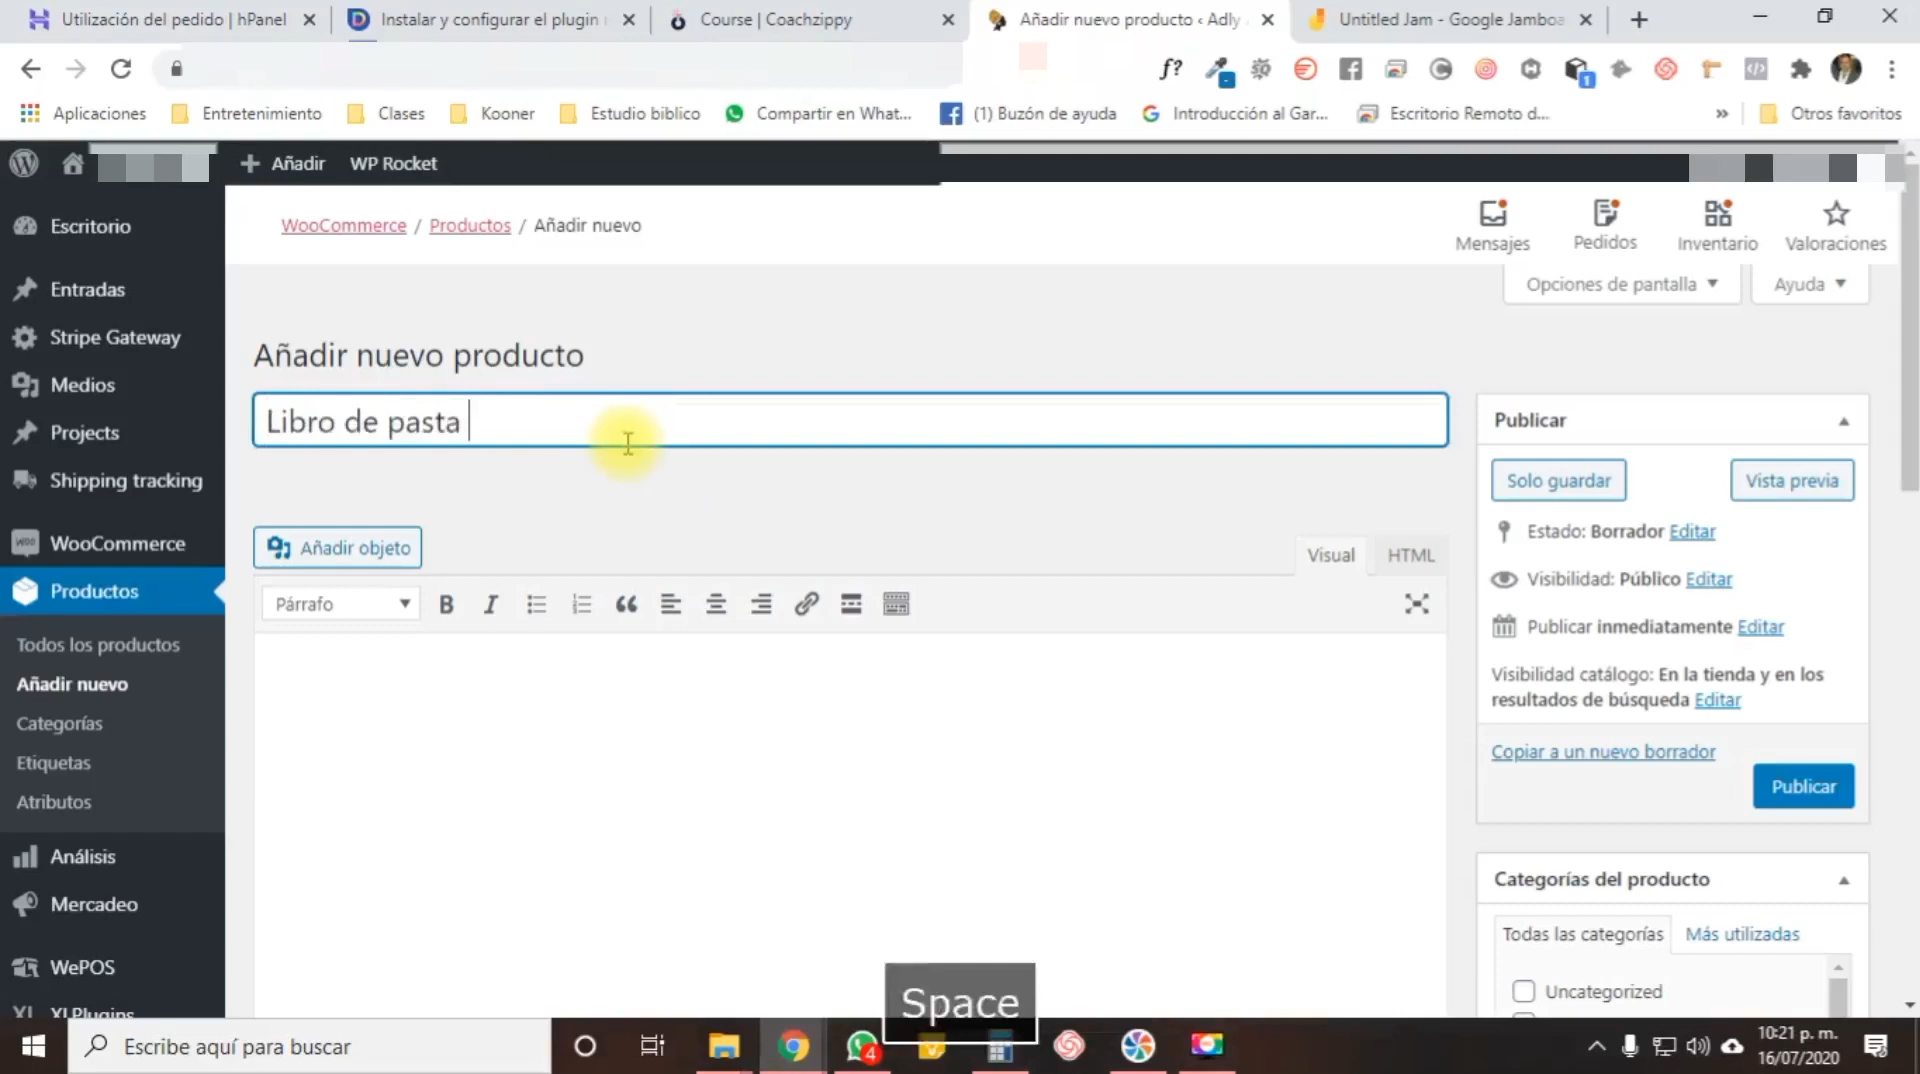 Utilización del pedido | hPanel
Instalar y configurar el plugin
Course | Coachzippy
Añadir nuevo producto ‹ Adly
Untitled Jam - Google Jamboa
f?
1
Aplicaciones
Entretenimiento
Clases
Kooner
Estudio biblico
Compartir en What...
(1) Buzón de ayuda
Introducción al Gar...
Escritorio Remoto d...
»
Otros favoritos
Añadir
WP Rocket
Escritorio
Entradas
Stripe Gateway
Medios
Projects
Shipping tracking
WooCommerce
Productos
Todos los productos
Añadir nuevo
Categorías
Etiquetas
Atributos
Análisis
Mercadeo
WePOS
XLPlugins
WooCommerce / Productos / Añadir nuevo
Mensajes
Pedidos
Inventario
Valoraciones
Opciones de pantalla
Ayuda
Añadir nuevo producto
Libro de pasta
Añadir objeto
Visual
HTML
Párrafo
B I
Publicar
Solo guardar
Vista previa
Estado: Borrador Editar
Visibilidad: Público Editar
Publicar inmediatamente Editar
Visibilidad catálogo: En la tienda y en los
resultados de búsqueda Editar
Copiar a un nuevo borrador
Publicar
Categorías del producto
Todas las categorías
Más utilizadas
Uncategorized
Space
Escribe aquí para buscar
4
10:21 p. m.
16/07/2020